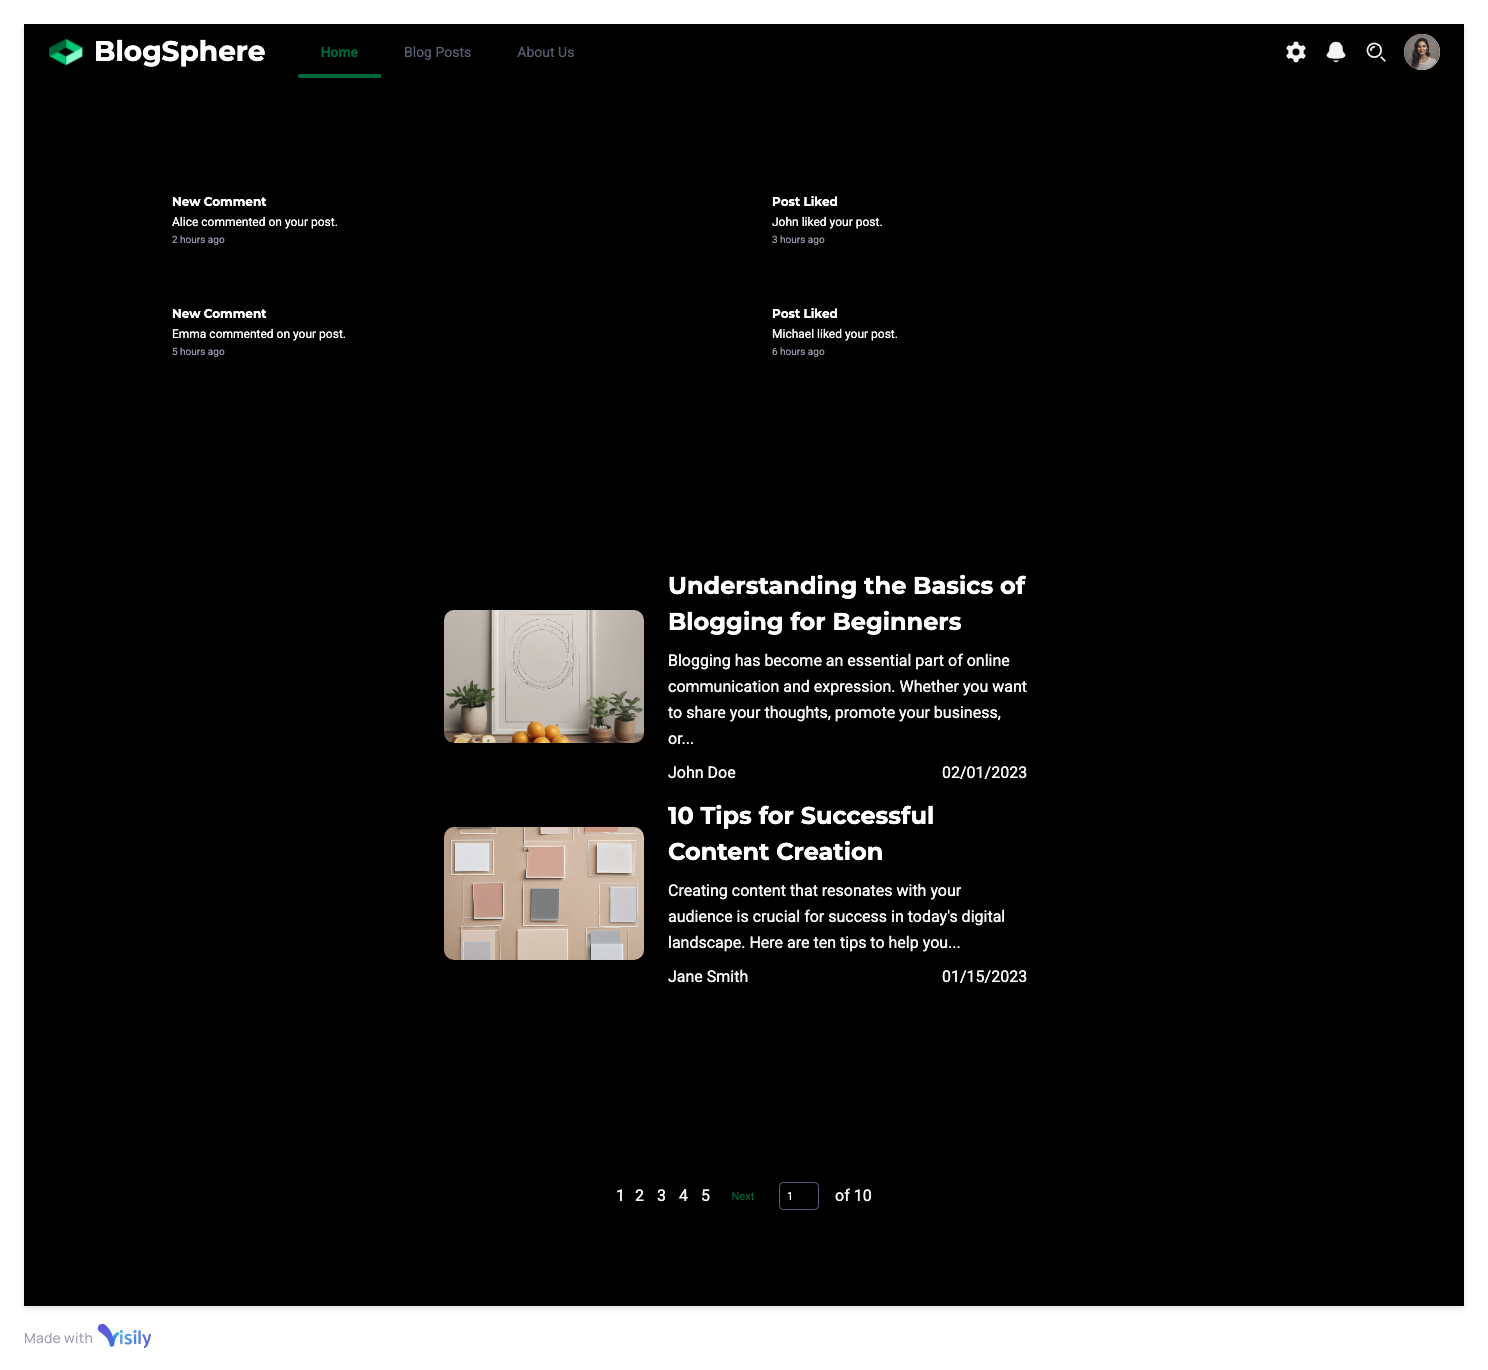 BlogSphere
Home
Blog Posts
About Us
New Comment
Alice commented on your post.
2 hours ago
Post Liked
John liked your post.
3 hours ago
New Comment
Emma commented on your post.
5 hours ago
Post Liked
Michael liked your post.
6 hours ago
Understanding the Basics of
Blogging for Beginners
Blogging has become an essential part of online
communication and expression. Whether you want
to share your thoughts, promote your business,
or...
John Doe
02/01/2023
10 Tips for Successful
Content Creation
Creating content that resonates with your
audience is crucial for success in today's digital
landscape. Here are ten tips to help you...
Jane Smith
01/15/2023
1 2 3 4 5 Next 1 of 10
Made with Visily